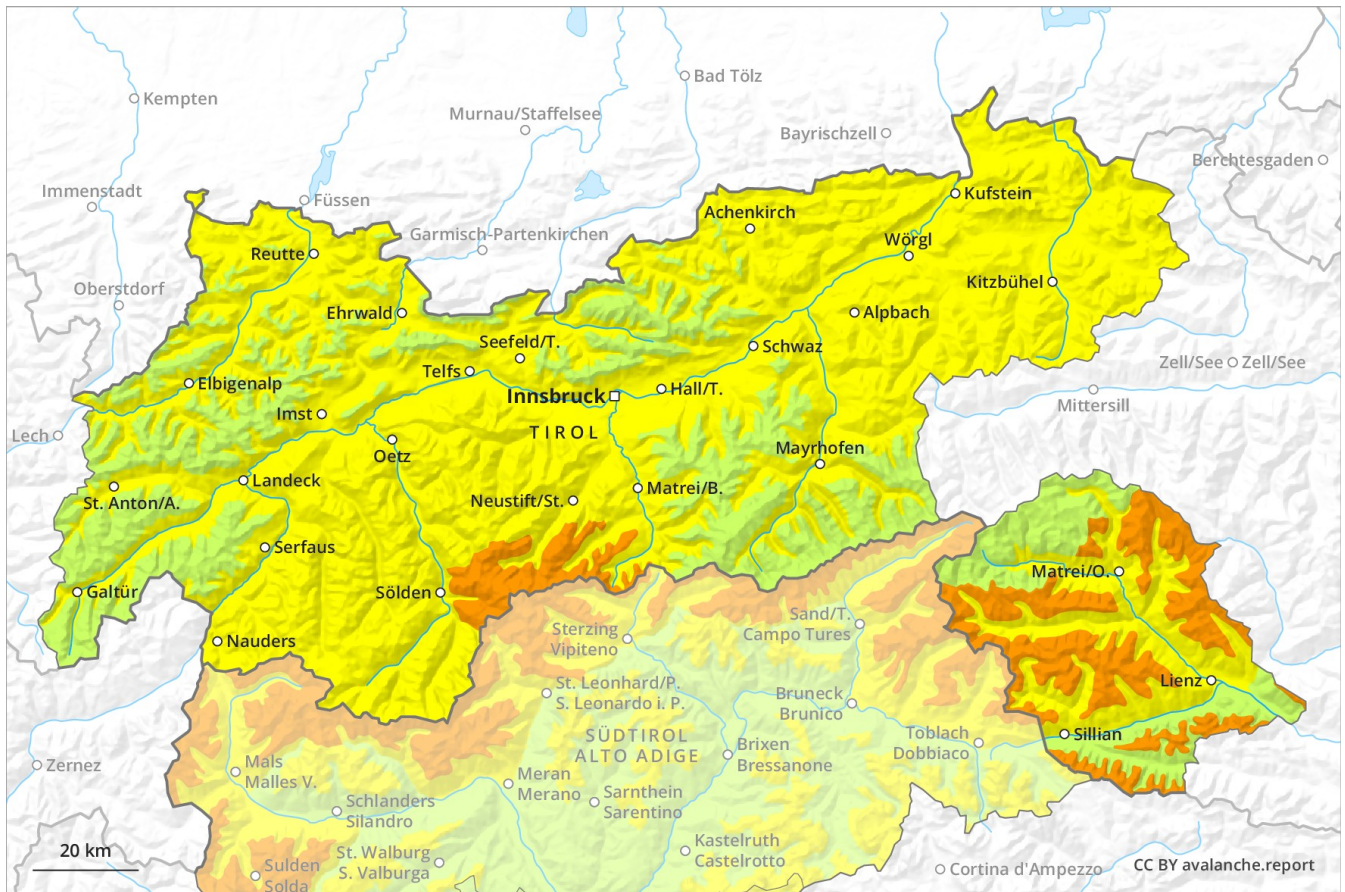 Bad Tölz
Kempten
Murnau/Staffelsee
Bayrischzell
Berchtesgaden
Immenstadt
Füssen
Kufstein
Achenkirch
Garmisch-Partenkirchen
Reutte
Wörgl
Oberstdorf
Kitzbühel
Ehrwald
Alpbach
Seefeld/T.
Schwaz
Zell/See
Zell/See
Telfs
Elbigenalp
Innsbruck
Hall/T.
Mittersill
Imst
TIROL
Lech
Mayrhofen
Oetz
Landeck
Matrei/B.
St. Anton/A.
Neustift/St.
Serfaus
Matrei/O.
Galtür
Sölden
Sand/T.
Campo Tures
Sterzing
Vipiteno
Nauders
Lienz
St. Leonhard/P.
S. Leonardo i. P.
Bruneck
Brunico
SÜDTIROL
ALTO ADIGE
Sillian
Toblach
Dobbiaco
Brixen
Bressanone
Zernez
Mals
Malles V.
Meran
Merano
Sarnthein
Sarentino
Schlanders
Silandro
Kastelruth
Castelrotto
20 km
St. Walburg
S. Valburga
Sulden
Solda
Cortina d'Ampezzo
CC BY avalanche.report